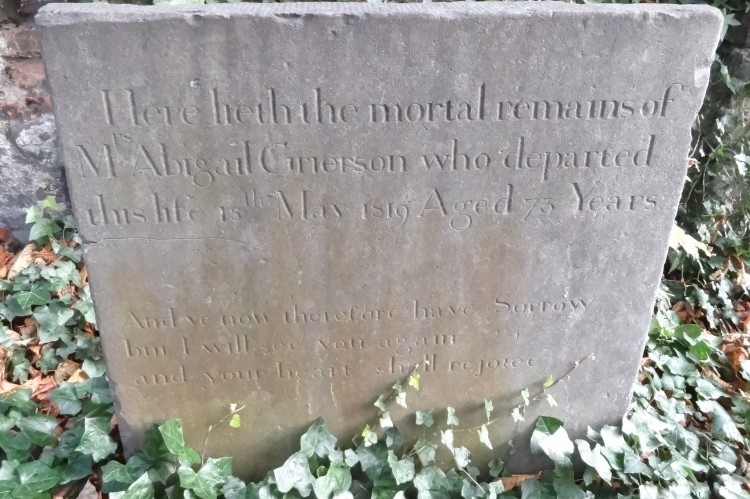 Here lieth the mortal remains of
Mrs Abigail Grierson who departed
this life 15th May 1819 Aged 73 Years
And ye now therefore have Sorrow
but I will see you again
and your heart shall rejoice